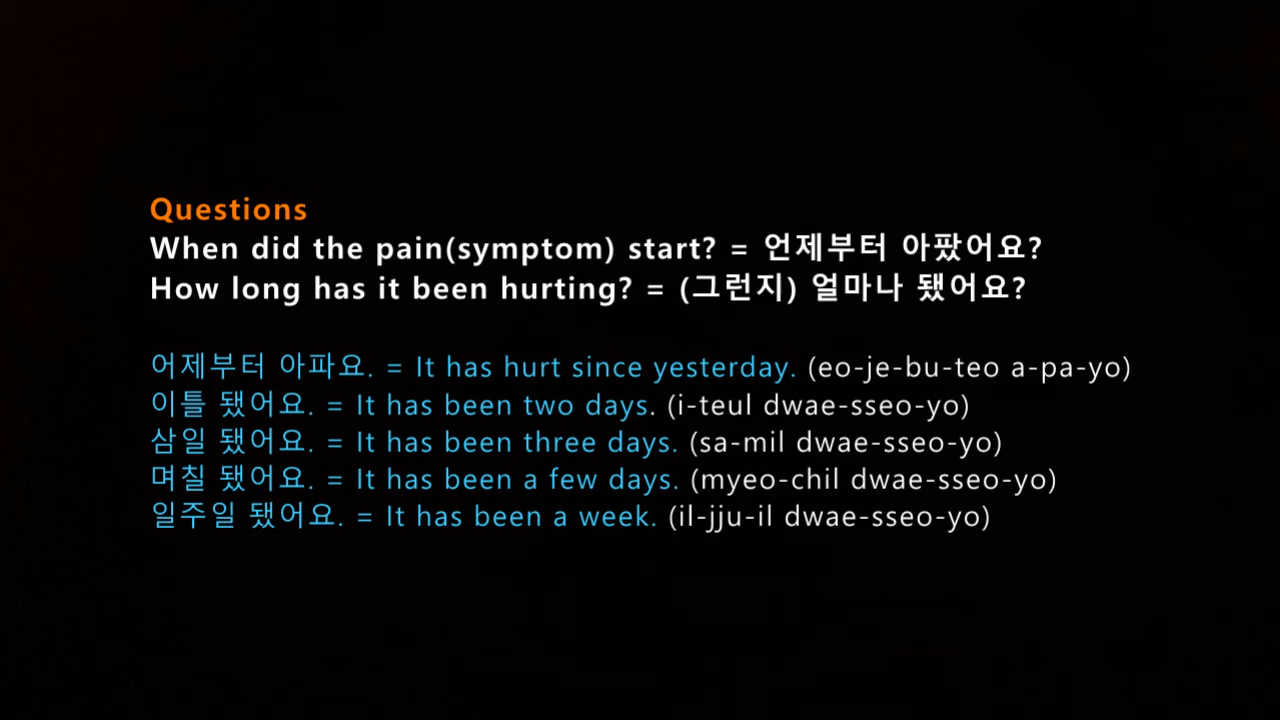 Questions
When did the pain(symptom) start? = 언제부터 아팠어요?
How long has it been hurting? = (그런지) 얼마나 됐어요?
어제부터 아파요. = It has hurt since yesterday. (eo-je-bu-teo a-pa-yo)
이틀 됐어요. = It has been two days. (i-teul dwae-sseo-yo)
삼일 됐어요. = It has been three days. (sa-mil dwae-sseo-yo)
며칠 됐어요. = It has been a few days. (myeo-chil dwae-sseo-yo)
일주일 됐어요. = It has been a week. (il-jju-il dwae-sseo-yo)